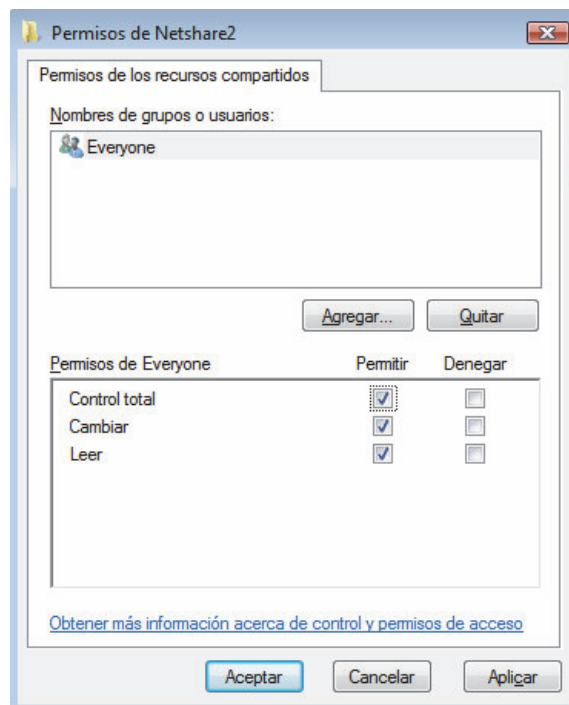 Permisos de Netshare2
Permisos de los recursos compartidos
Nombres de grupos o usuarios:
Everyone
Agregar... Quitar
Permisos de Everyone Permitir Denegar
Control total
Cambiar
Leer
Obtener más información acerca de control y permisos de acceso
Aceptar Cancelar Aplicar